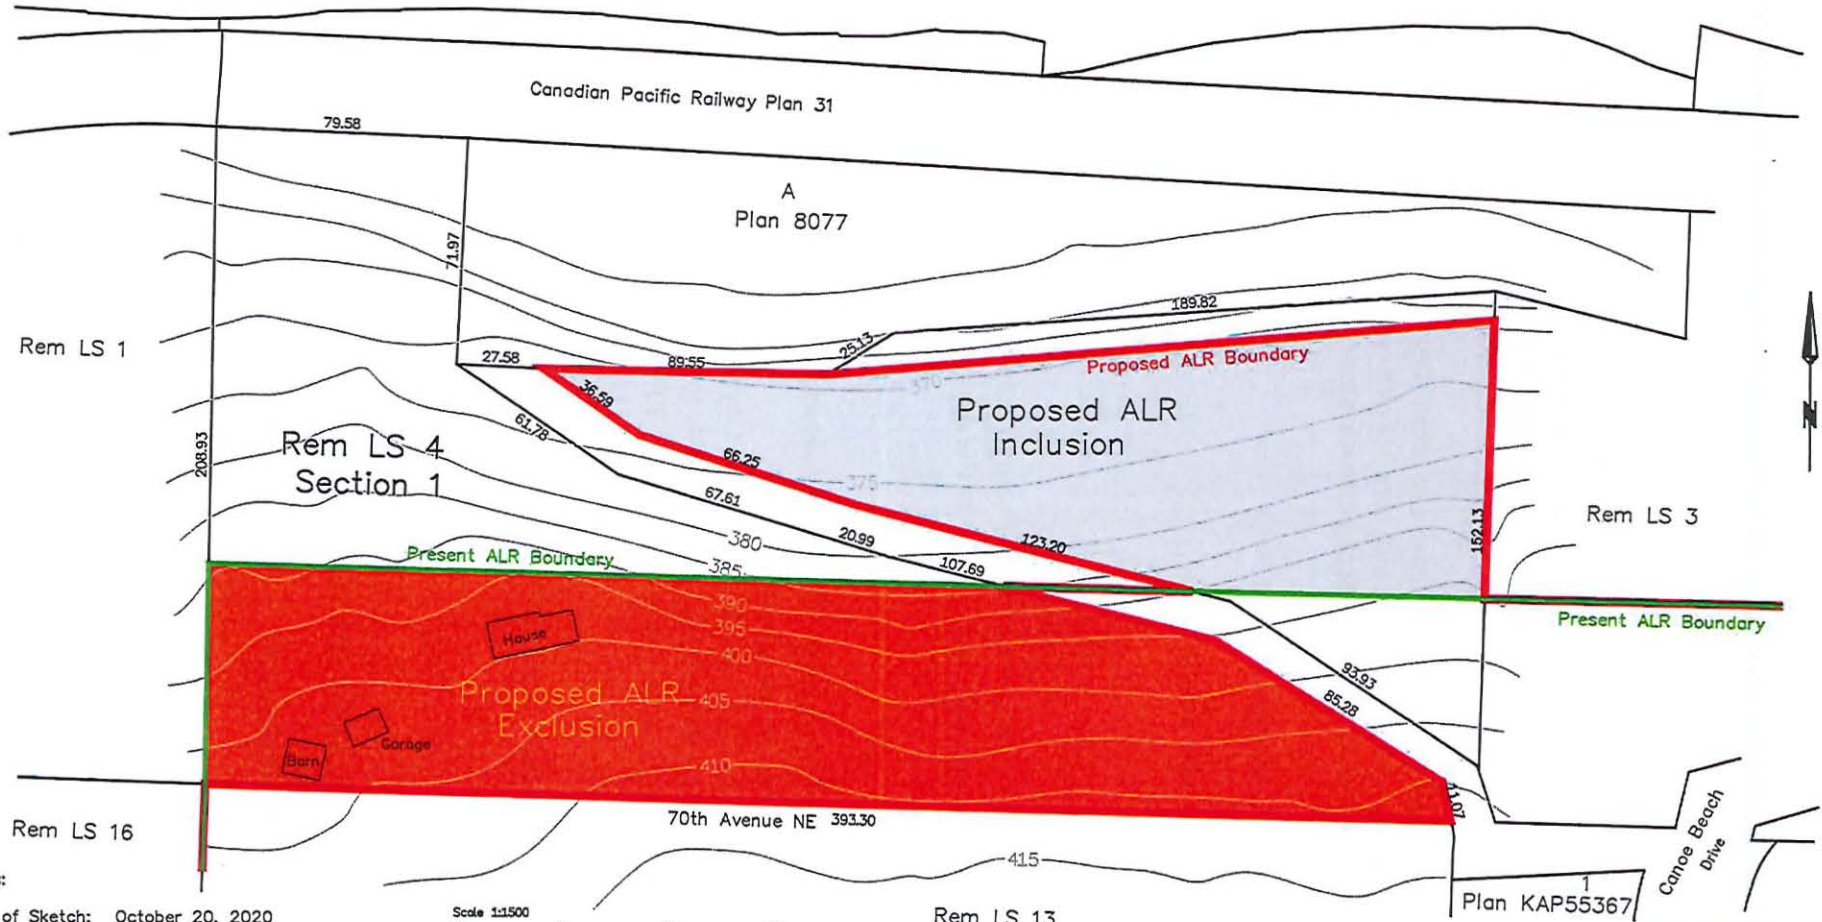 Canadian Pacific Railway Plan 31
79.58
A
Plan 8077
71.97
189.82
25.13
Rem LS 1
27.58
89.55
Proposed ALR Boundary
370
36.59
Proposed ALR
Inclusion
N
61.78
Rem LS 4
Section 1
208.93
66.25
375
67.61
Rem LS 3
152.13
20.99
123.20
380
Present ALR Boundary
385
107.69
390
395
Present ALR Boundary
House
400
93.93
Proposed ALR
Exclusion
405
85.28
Garage
Barn
410
11.07
70th Avenue NE 393.30
Rem LS 16
415
Canoe Beach
Drive
1
Plan KAP55367
of Sketch: October 20, 2020
Scale 1:1500
Rem LS 13